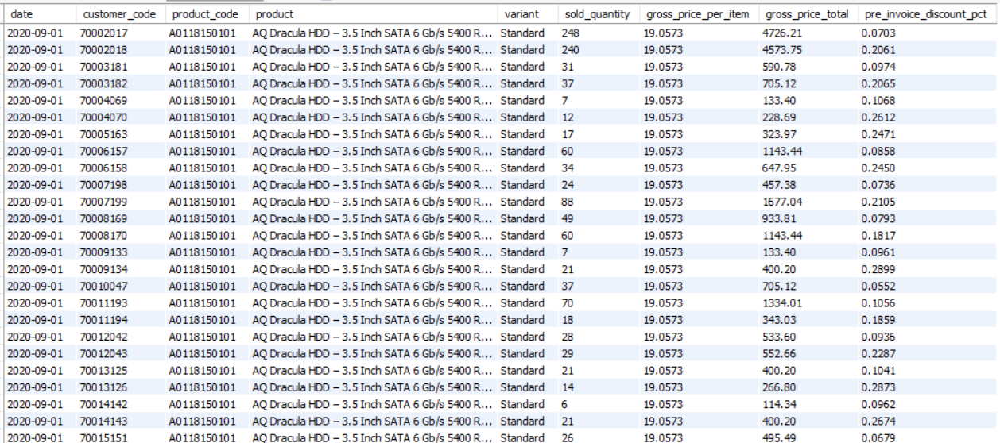 date customer_code product_code product variant sold_quantity gross_price_per_item gross_price_total pre_invoice_discount_pct
2020-09-01 70002017 A0118150101 AQ Dracula HDD – 3.5 Inch SATA 6 Gb/s 5400 R... Standard 248 19.0573 4726.21 0.0703
2020-09-01 70002018 A0118150101 AQ Dracula HDD – 3.5 Inch SATA 6 Gb/s 5400 R... Standard 240 19.0573 4573.75 0.2061
2020-09-01 70003181 A0118150101 AQ Dracula HDD – 3.5 Inch SATA 6 Gb/s 5400 R... Standard 31 19.0573 590.78 0.0974
2020-09-01 70003182 A0118150101 AQ Dracula HDD – 3.5 Inch SATA 6 Gb/s 5400 R... Standard 37 19.0573 705.12 0.2065
2020-09-01 70004069 A0118150101 AQ Dracula HDD – 3.5 Inch SATA 6 Gb/s 5400 R... Standard 7 19.0573 133.40 0.1068
2020-09-01 70004070 A0118150101 AQ Dracula HDD – 3.5 Inch SATA 6 Gb/s 5400 R... Standard 12 19.0573 228.69 0.2612
2020-09-01 70005163 A0118150101 AQ Dracula HDD – 3.5 Inch SATA 6 Gb/s 5400 R... Standard 17 19.0573 323.97 0.2471
2020-09-01 70006157 A0118150101 AQ Dracula HDD – 3.5 Inch SATA 6 Gb/s 5400 R... Standard 60 19.0573 1143.44 0.0858
2020-09-01 70006158 A0118150101 AQ Dracula HDD – 3.5 Inch SATA 6 Gb/s 5400 R... Standard 34 19.0573 647.95 0.2450
2020-09-01 70007198 A0118150101 AQ Dracula HDD – 3.5 Inch SATA 6 Gb/s 5400 R... Standard 24 19.0573 457.38 0.0736
2020-09-01 70007199 A0118150101 AQ Dracula HDD – 3.5 Inch SATA 6 Gb/s 5400 R... Standard 88 19.0573 1677.04 0.2105
2020-09-01 70008169 A0118150101 AQ Dracula HDD – 3.5 Inch SATA 6 Gb/s 5400 R... Standard 49 19.0573 933.81 0.0793
2020-09-01 70008170 A0118150101 AQ Dracula HDD – 3.5 Inch SATA 6 Gb/s 5400 R... Standard 60 19.0573 1143.44 0.1817
2020-09-01 70009133 A0118150101 AQ Dracula HDD – 3.5 Inch SATA 6 Gb/s 5400 R... Standard 7 19.0573 133.40 0.0961
2020-09-01 70009134 A0118150101 AQ Dracula HDD – 3.5 Inch SATA 6 Gb/s 5400 R... Standard 21 19.0573 400.20 0.2899
2020-09-01 70010047 A0118150101 AQ Dracula HDD – 3.5 Inch SATA 6 Gb/s 5400 R... Standard 37 19.0573 705.12 0.0552
2020-09-01 70011193 A0118150101 AQ Dracula HDD – 3.5 Inch SATA 6 Gb/s 5400 R... Standard 70 19.0573 1334.01 0.1056
2020-09-01 70011194 A0118150101 AQ Dracula HDD – 3.5 Inch SATA 6 Gb/s 5400 R... Standard 18 19.0573 343.03 0.1859
2020-09-01 70012042 A0118150101 AQ Dracula HDD – 3.5 Inch SATA 6 Gb/s 5400 R... Standard 28 19.0573 533.60 0.0936
2020-09-01 70012043 A0118150101 AQ Dracula HDD – 3.5 Inch SATA 6 Gb/s 5400 R... Standard 29 19.0573 552.66 0.2287
2020-09-01 70013125 A0118150101 AQ Dracula HDD – 3.5 Inch SATA 6 Gb/s 5400 R... Standard 21 19.0573 400.20 0.1041
2020-09-01 70013126 A0118150101 AQ Dracula HDD – 3.5 Inch SATA 6 Gb/s 5400 R... Standard 14 19.0573 266.80 0.2873
2020-09-01 70014142 A0118150101 AQ Dracula HDD – 3.5 Inch SATA 6 Gb/s 5400 R... Standard 6 19.0573 114.34 0.0962
2020-09-01 70014143 A0118150101 AQ Dracula HDD – 3.5 Inch SATA 6 Gb/s 5400 R... Standard 21 19.0573 400.20 0.2674
2020-09-01 70015151 A0118150101 AQ Dracula HDD – 3.5 Inch SATA 6 Gb/s 5400 R... Standard 26 19.0573 495.49 0.0679